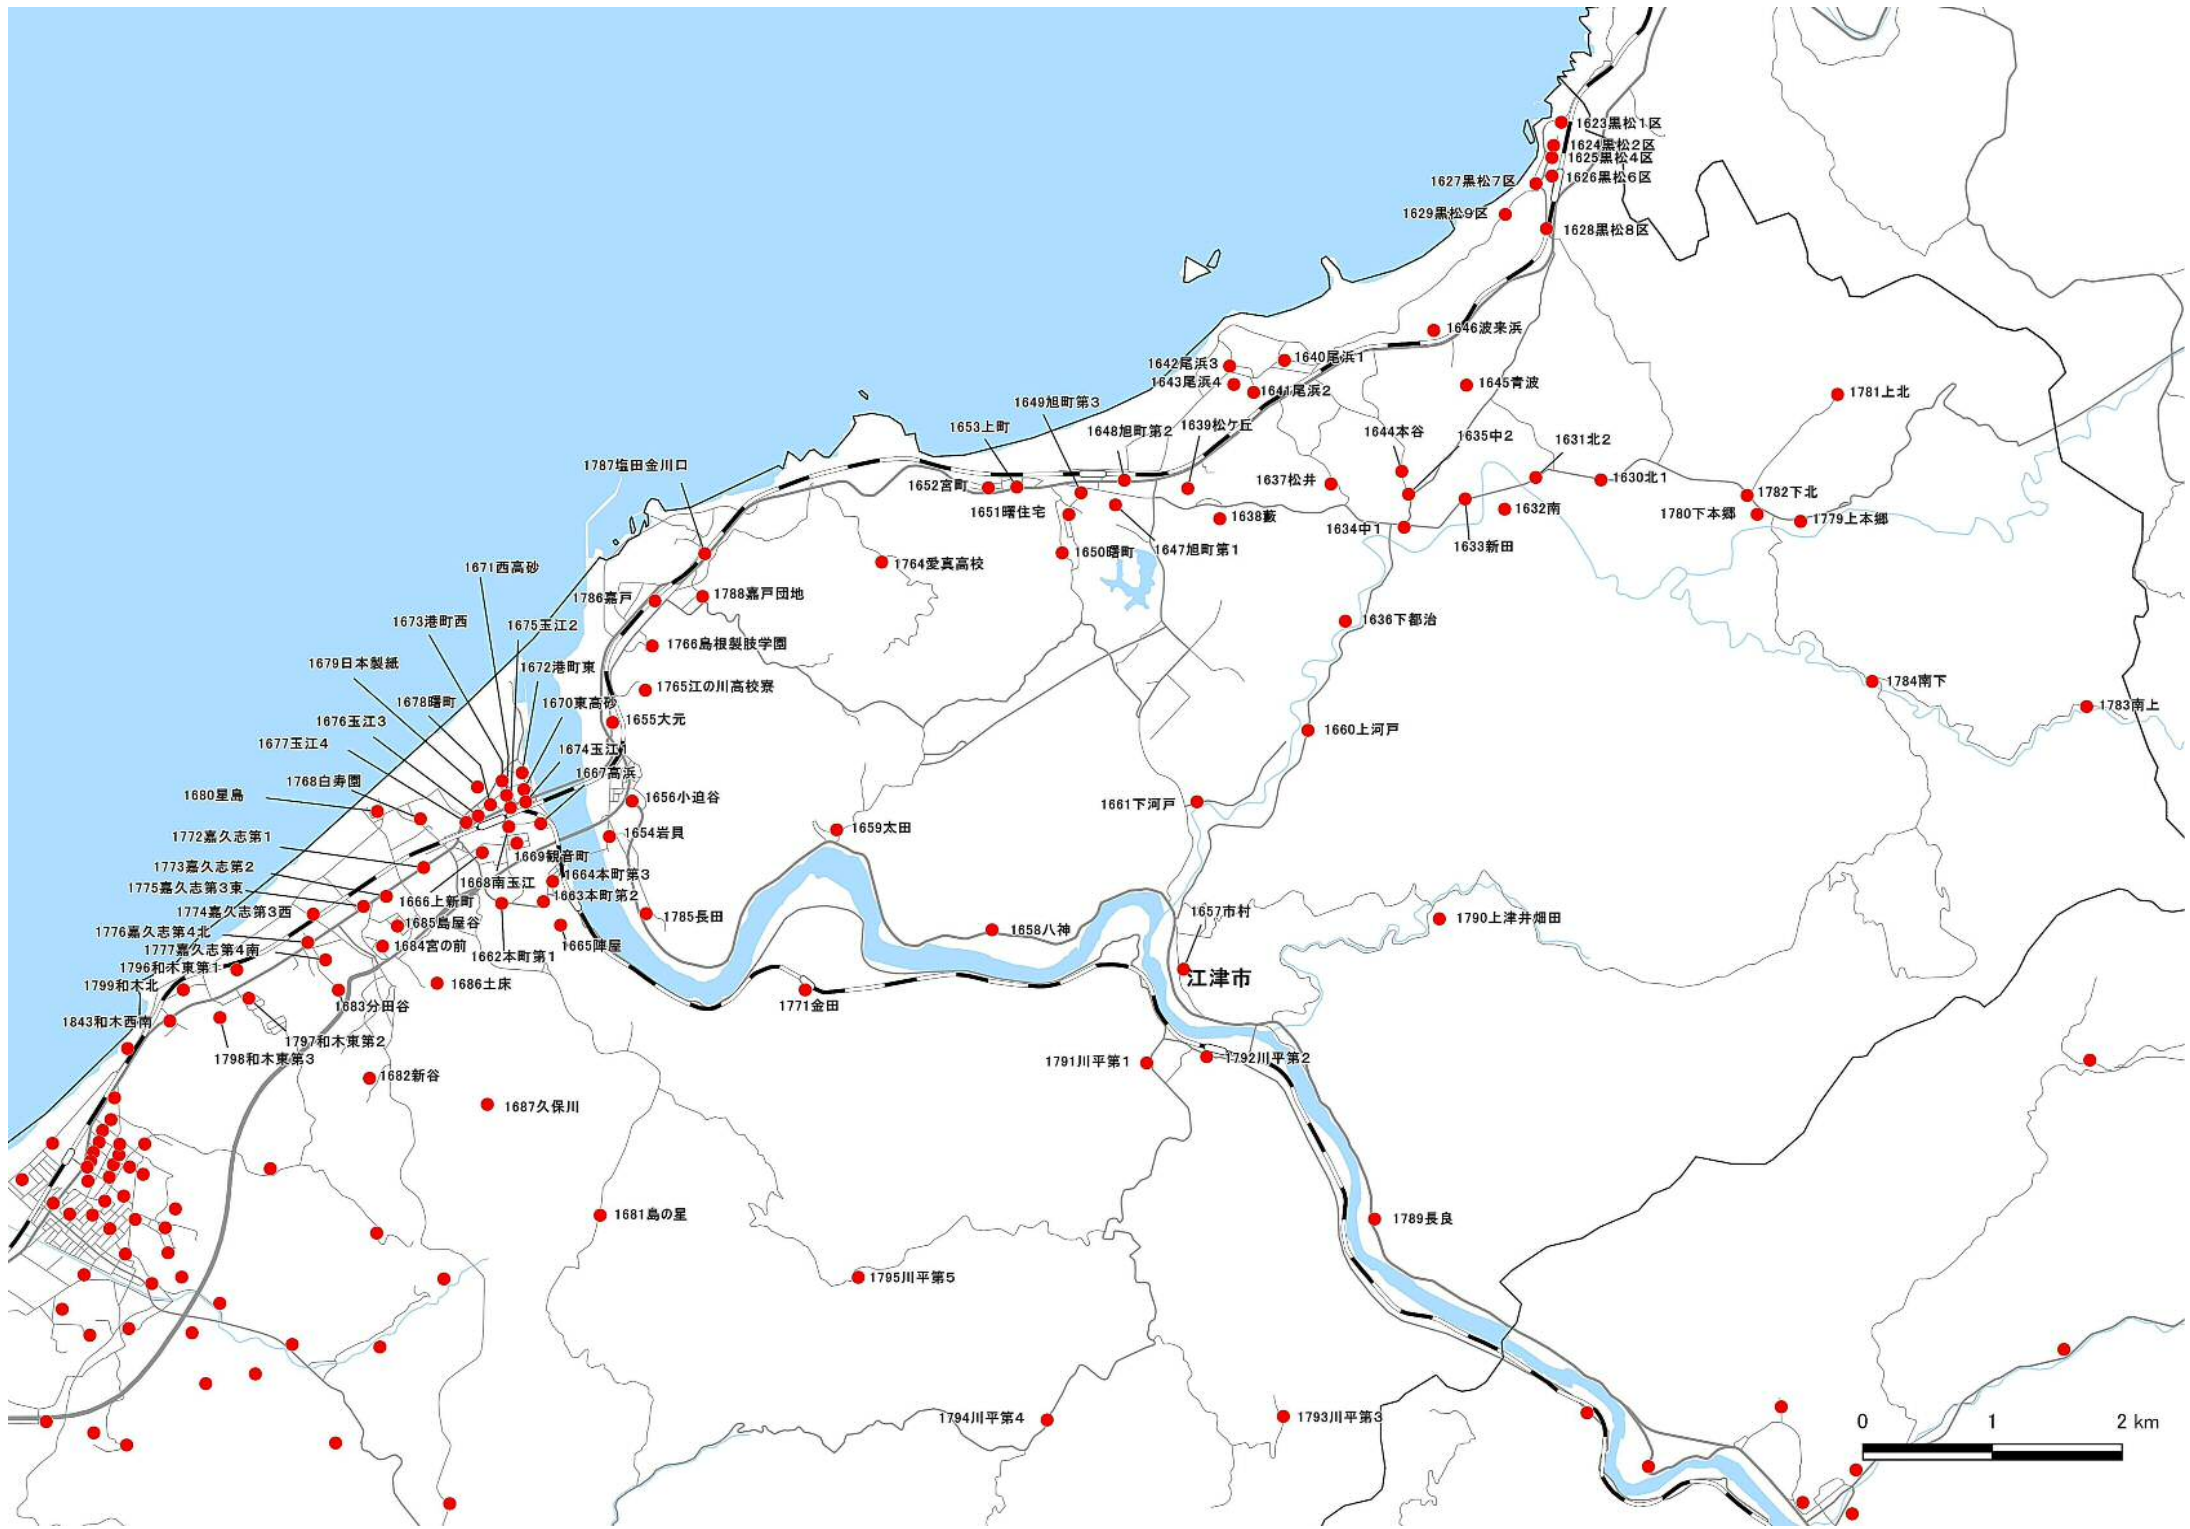 1623黒松1区
1624黒松2区
1625黒松4区
1626黒松6区
1627黒松7区
1629黒松9区
1628黒松8区
1646波来浜
1640尾浜1
1642尾浜3
1643尾浜4
1641尾浜2
1645青波
1781上北
1649旭町第3
1653上町
1648旭町第2
1639松ケ丘
1644本谷
1635中2
1631北2
1787塩田金川口
1652宮町
1637松井
1630北1
1782下北
1651曙住宅
1638藪
1632南
1780下本郷
1779上本郷
1634中1
1633新田
1650曙町
1647旭町第1
1764愛真高校
1671西高砂
1786嘉戸
1788嘉戸団地
1673港町西
1675玉江2
1636下都治
1766島根製肢学園
1679日本製紙
1672港町東
1784南下
1765江の川高校寮
1678曙町
1670東高砂
1783南上
1676玉江3
1655大元
1660上河戸
1677玉江4
1674玉江1
1667高浜
1768白寿園
1680星島
1656小迫谷
1661下河戸
1772嘉久志第1
1654岩貝
1659太田
1669観音町
1773嘉久志第2
1664本町第3
1775嘉久志第3東
1668南玉江
1663本町第2
1666上新町
1774嘉久志第3西
1785長田
1657市村
1790上津井畑田
1685島屋谷
1776嘉久志第4北
1658八神
1684宮の前
1665陣屋
1777嘉久志第4南
1662本町第1
1796和木東第1
江津市
1799和木北
1686土床
1683分田谷
1771金田
1843和木西南
1797和木東第2
1798和木東第3
1791川平第1
1792川平第2
1682新谷
1687久保川
1681島の星
1789長良
1795川平第5
1794川平第4
1793川平第3
0 1 2 km